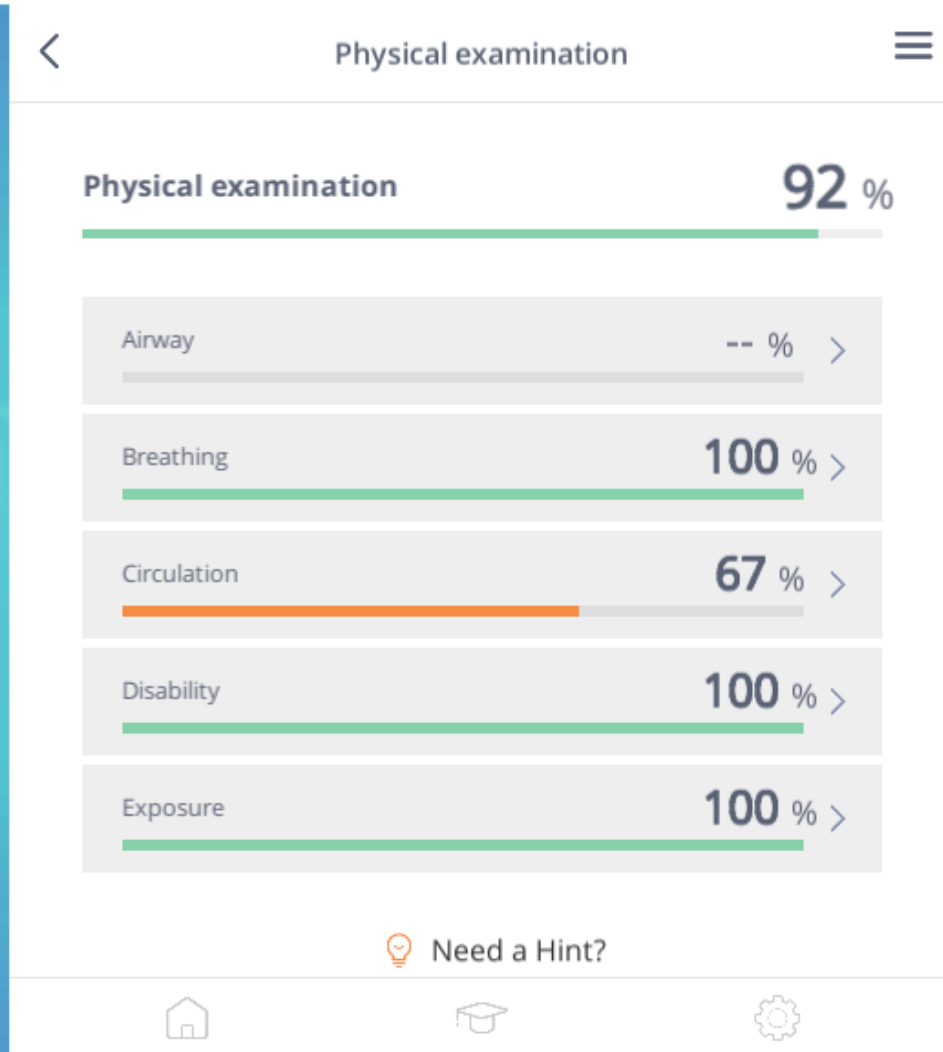 Physical examination
Physical examination 92 %
Airway -- %
Breathing 100 %
Circulation 67 %
Disability 100 %
Exposure 100 %
Need a Hint?